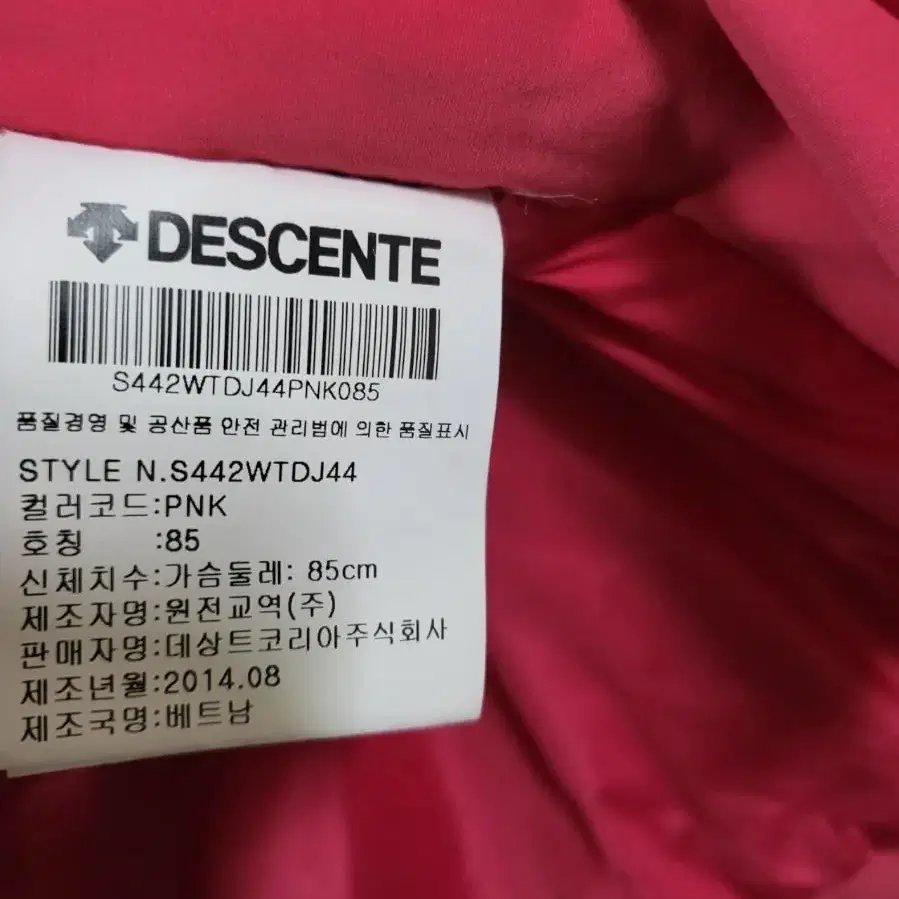 DESCENTE
S442WTDJ44PNK085
품질경영 및 공산품 안전 관리법에 의한 품질표시
STYLE N.S442WTDJ44
컬러코드:PNK
호칭 :85
신체치수:가슴둘레: 85cm
제조자명:원전교역(주)
판매자명:데상트코리아주식회사
제조년월:2014.08
제조국명:베트남